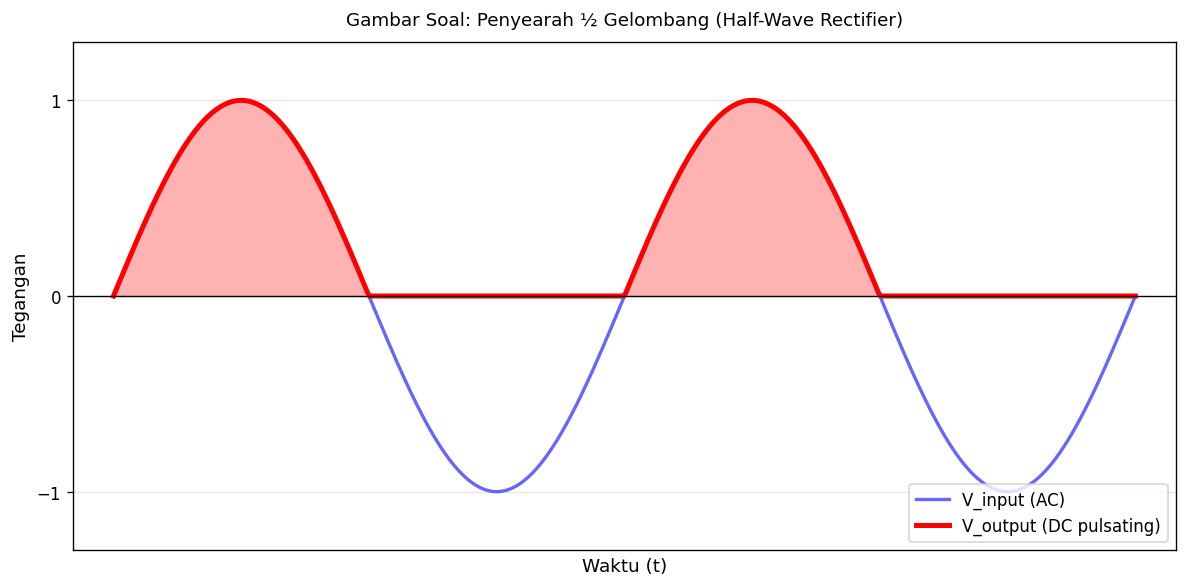 Gambar Soal: Penyearah ½ Gelombang (Half-Wave Rectifier)
Tegangan
1
0
−1
V_input (AC)
V_output (DC pulsating)
Waktu (t)